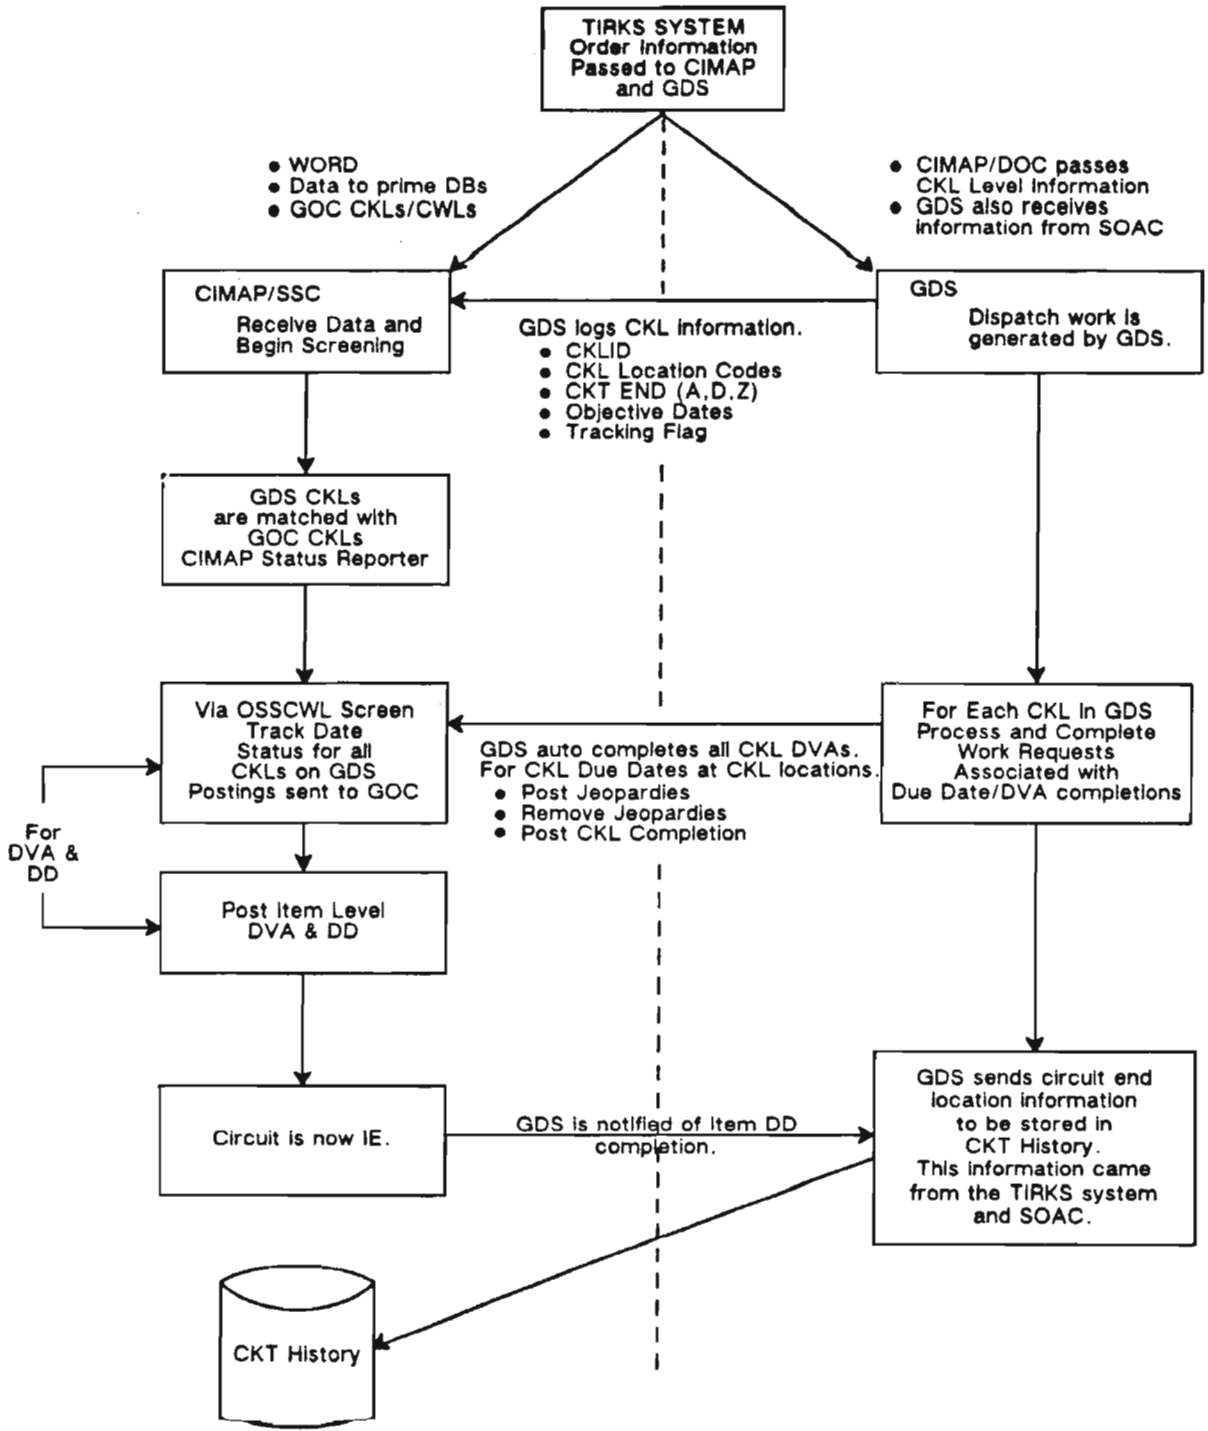 TIRKS SYSTEM
Order Information
Passed to CIMAP
and GDS
● WORD
● Data to prime DBs
● GOC CKLs/CWLs
● CIMAP/DOC passes
CKL Level Information
● GDS also receives
information from SOAC
CIMAP/SSC
Receive Data and
Begin Screening
GDS
Dispatch work is
generated by GDS.
GDS logs CKL information.
● CKLID
● CKL Location Codes
● CKT END (A,D,Z)
● Objective Dates
● Tracking Flag
GDS CKLs
are matched with
GOC CKLs
CIMAP Status Reporter
Via OSSCWL Screen
Track Date
Status for all
CKLs on GDS
Postings sent to GOC
GDS auto completes all CKL DVAs.
For CKL Due Dates at CKL locations.
● Post Jeopardies
● Remove Jeopardies
● Post CKL Completion
For Each CKL in GDS
Process and Complete
Work Requests
Associated with
Due Date/DVA completions
For
DVA &
DD
Post Item Level
DVA & DD
Circuit is now IE.
GDS is notified of Item DD
completion.
GDS sends circuit end
location information
to be stored in
CKT History.
This information came
from the TIRKS system
and SOAC.
CKT History